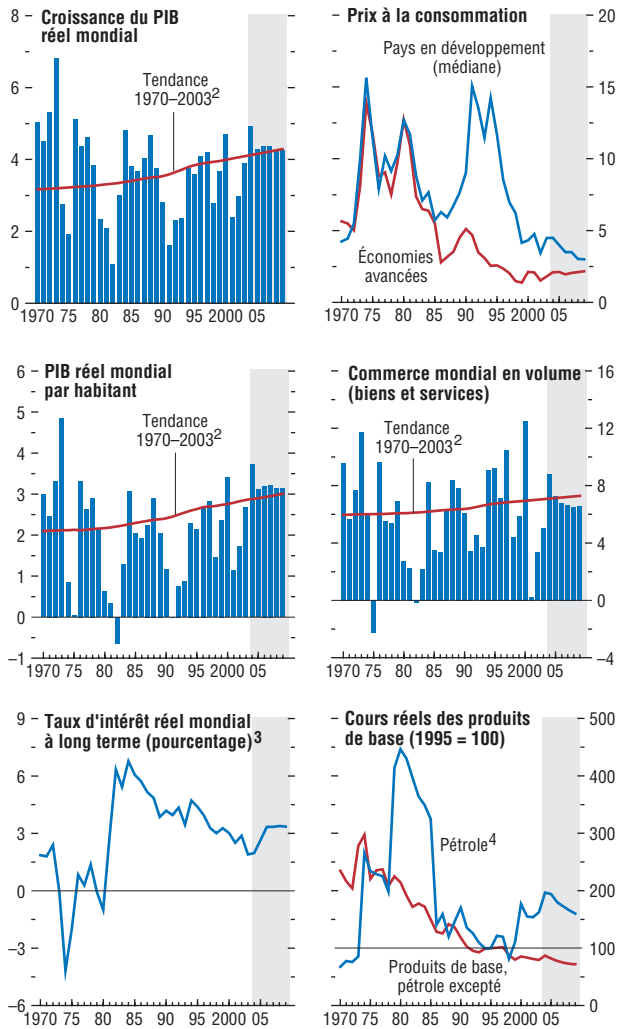 Croissance du PIB
réel mondial
Tendance
1970–2003²
8
6
4
2
0
1970 75 80 85 90 95 2000 05
Prix à la consommation
Pays en développement
(médiane)
Économies
avancées
20
15
10
5
0
1970 75 80 85 90 95 2000 05
PIB réel mondial
par habitant
Tendance
1970–2003²
6
5
4
3
2
1
0
–1
1970 75 80 85 90 95 2000 05
Commerce mondial en volume
(biens et services)
Tendance
1970–2003²
16
12
8
4
0
–4
1970 75 80 85 90 95 2000 05
Taux d'intérêt réel mondial
à long terme (pourcentage)³
9
6
3
0
–3
–6
1970 75 80 85 90 95 2000 05
Cours réels des produits
de base (1995 = 100)
Pétrole⁴
Produits de base,
pétrole excepté
500
400
300
200
100
0
1970 75 80 85 90 95 2000 05